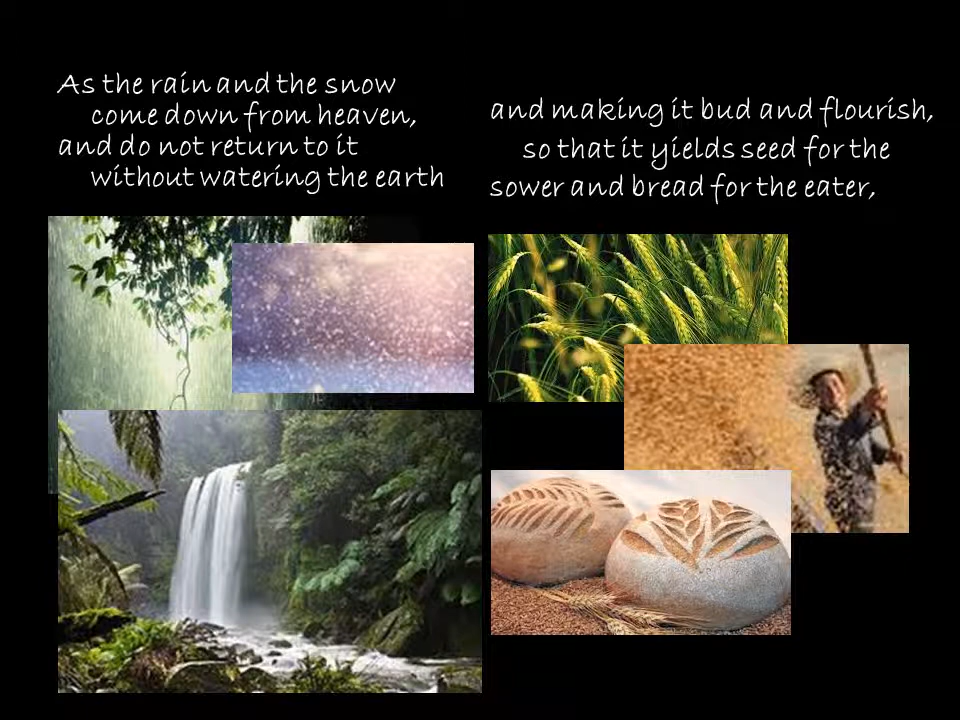 As the rain and the snow
come down from heaven,
and do not return to it
without watering the earth
and making it bud and flourish,
so that it yields seed for the
sower and bread for the eater,